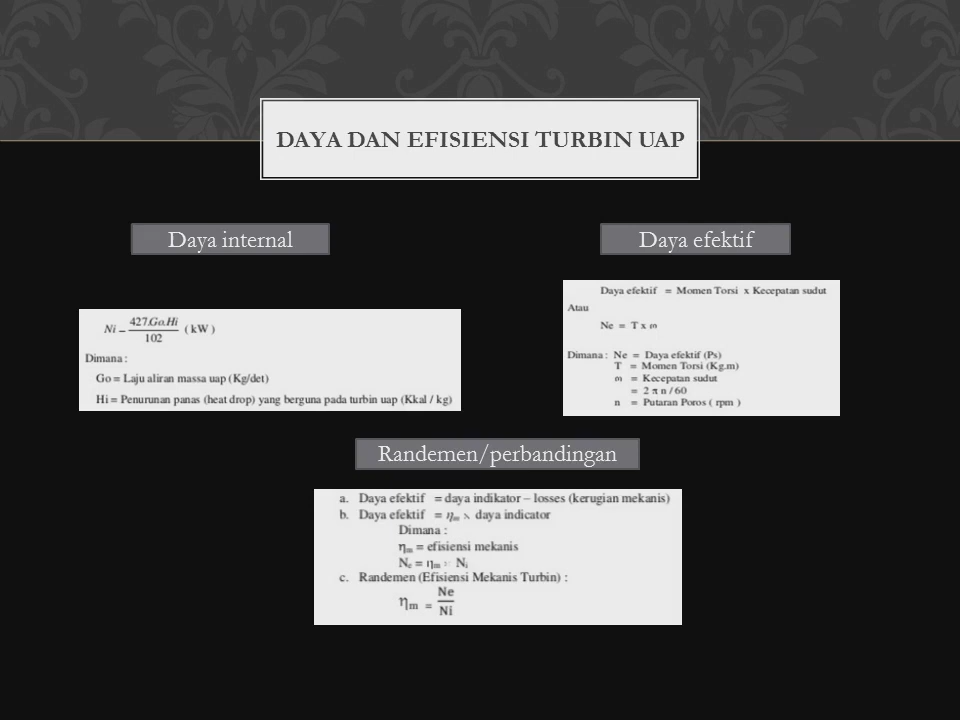 DAYA DAN EFISIENSI TURBIN UAP
Daya internal
Ni = 427.Go.Hi / 102 ( kW )
Dimana :
Go = Laju aliran massa uap (Kg/det)
Hi = Penurunan panas (heat drop) yang berguna pada turbin uap (Kkal / kg)
Daya efektif
Daya efektif = Momen Torsi x Kecepatan sudut
Atau
Ne = T x ω
Dimana : Ne = Daya efektif (Ps)
T = Momen Torsi (Kg.m)
ω = Kecepatan sudut
= 2 π n / 60
n = Putaran Poros ( rpm )
Randemen/perbandingan
a. Daya efektif = daya indikator – losses (kerugian mekanis)
b. Daya efektif = ηm x daya indicator
Dimana :
ηm = efisiensi mekanis
Ne = ηm x Ni
c. Randemen (Efisiensi Mekanis Turbin) :
ηm = Ne / Ni